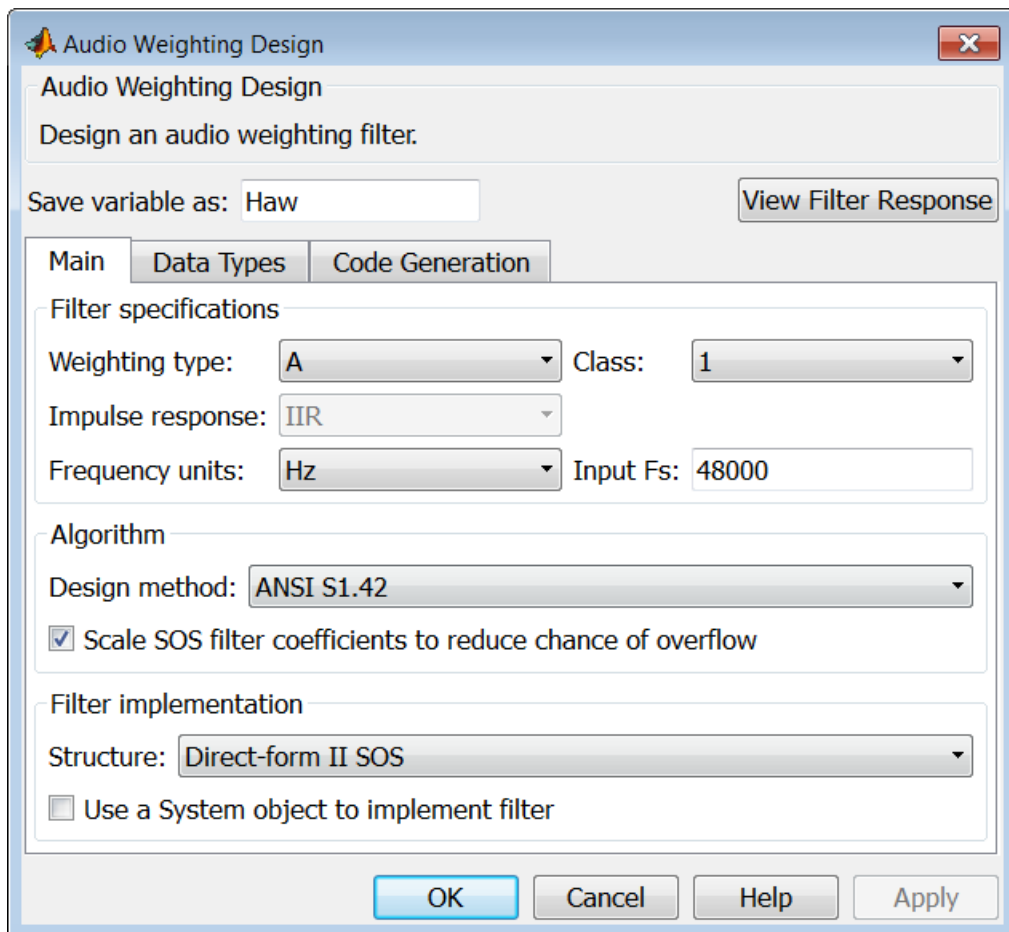 Audio Weighting Design
Audio Weighting Design
Design an audio weighting filter.
Save variable as: Haw View Filter Response
Main Data Types Code Generation
Filter specifications
Weighting type: A Class: 1
Impulse response: IIR
Frequency units: Hz Input Fs: 48000
Algorithm
Design method: ANSI S1.42
Scale SOS filter coefficients to reduce chance of overflow
Filter implementation
Structure: Direct-form II SOS
Use a System object to implement filter
OK Cancel Help Apply